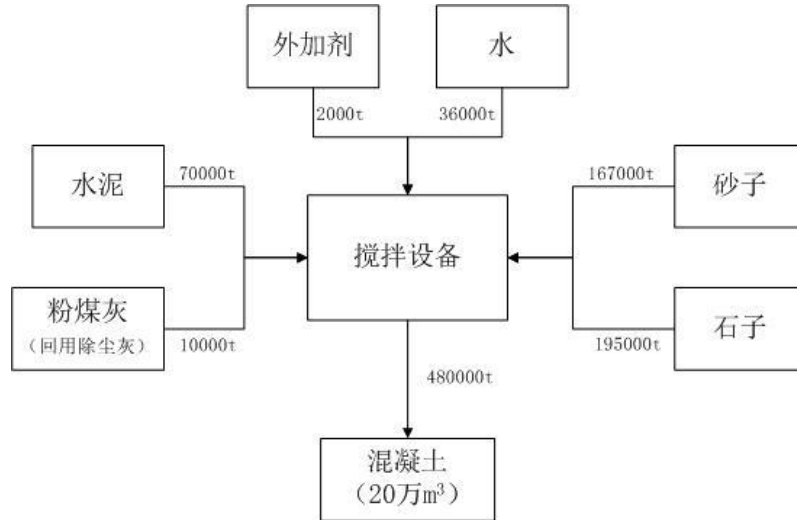 外加剂
水
2000t
36000t
水泥
70000t
167000t
砂子
搅拌设备
粉煤灰
（回用除尘灰）
10000t
195000t
石子
480000t
混凝土
（20万m³）